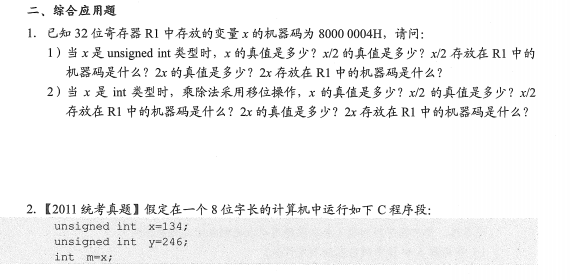 二、综合应用题
1. 已知 32 位寄存器 R1 中存放的变量 x 的机器码为 8000 0004H，请问：
1）当 x 是 unsigned int 类型时，x 的真值是多少？x/2 的真值是多少？x/2 存放在 R1 中的
机器码是什么？2x 的真值是多少？2x 存放在 R1 中的机器码是什么？
2）当 x 是 int 类型时，乘除法采用移位操作，x 的真值是多少？x/2 的真值是多少？x/2
存放在 R1 中的机器码是什么？2x 的真值是多少？2x 存放在 R1 中的机器码是什么？
2.【2011 统考真题】假定在一个 8 位字长的计算机中运行如下 C 程序段：
unsigned int x=134;
unsigned int y=246;
int m=x;